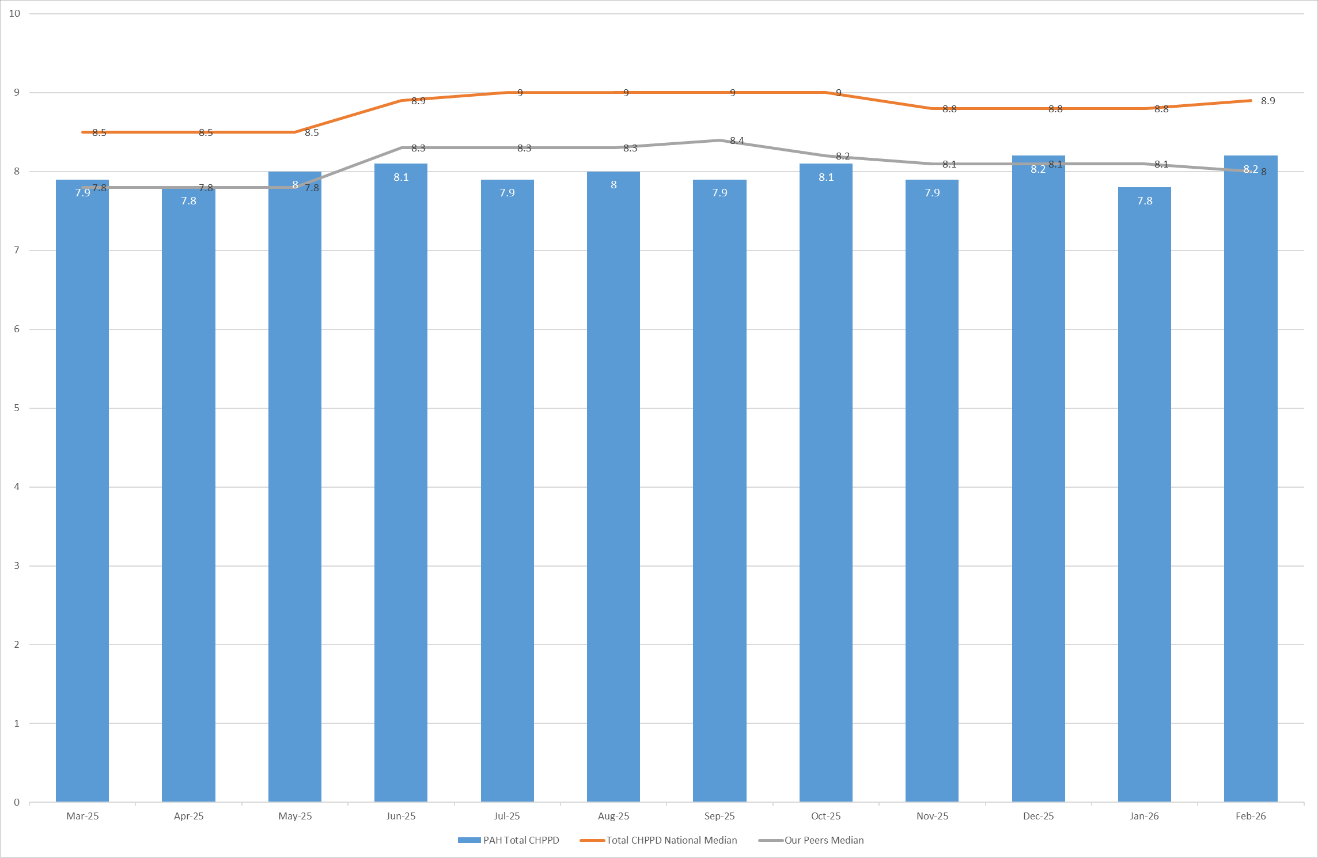 10
9
8
7
6
5
4
3
2
1
0
8.5 8.5 8.5 8.9 9 9 9 9 8.8 8.8 8.8 8.9
7.8 7.8 7.8 8.3 8.3 8.3 8.4 8.2 8.1 8.1 8.1 8
7.9 7.8 8 8.1 7.9 8 7.9 8.1 7.9 8.2 7.8 8.2
Mar-25 Apr-25 May-25 Jun-25 Jul-25 Aug-25 Sep-25 Oct-25 Nov-25 Dec-25 Jan-26 Feb-26
PAH Total CHPPD Total CHPPD National Median Our Peers Median